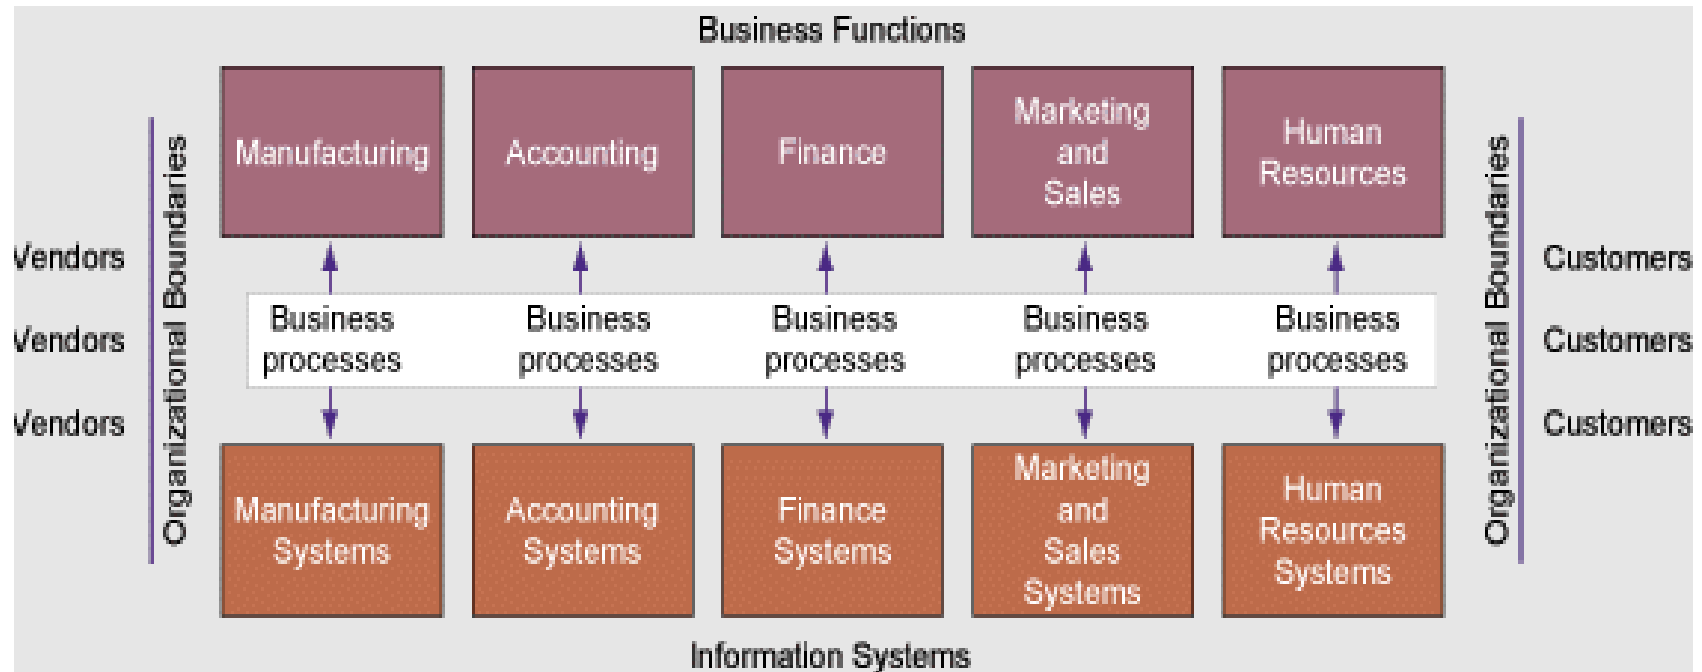 Business Functions
Manufacturing
Accounting
Finance
Marketing
and
Sales
Human
Resources
Organizational Boundaries
Vendors
Vendors
Vendors
Business
processes
Business
processes
Business
processes
Business
processes
Business
processes
Organizational Boundaries
Customers
Customers
Customers
Manufacturing
Systems
Accounting
Systems
Finance
Systems
Marketing
and
Sales
Systems
Human
Resources
Systems
Information Systems